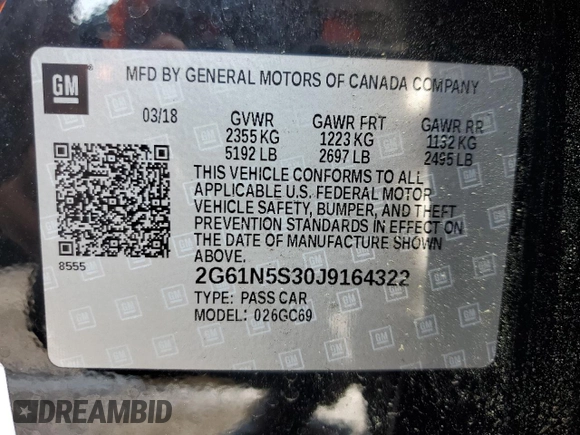 GM
MFD BY GENERAL MOTORS OF CANADA COMPANY
03/18 GVWR GAWR FRT GAWR RR
2355 KG 1223 KG 1132 KG
5192 LB 2697 LB 2495 LB
THIS VEHICLE CONFORMS TO ALL
APPLICABLE U.S. FEDERAL MOTOR
VEHICLE SAFETY, BUMPER, AND THEFT
PREVENTION STANDARDS IN EFFECT ON
THE DATE OF MANUFACTURE SHOWN
ABOVE.
8555
2G61N5S30J9164322
TYPE: PASS CAR
MODEL: 026GC69
DREAMBID